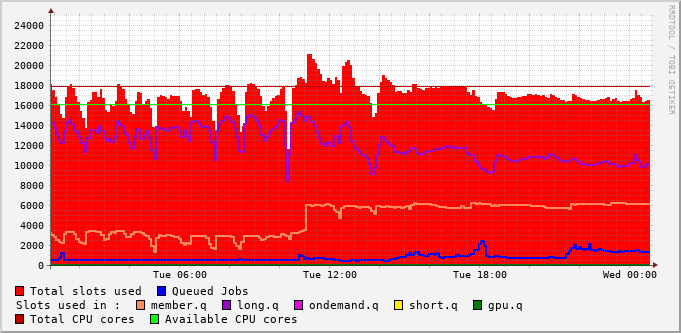 24000
22000
20000
18000
16000
14000
12000
10000
8000
6000
4000
2000
0
Tue 06:00 Tue 12:00 Tue 18:00 Wed 00:00
RRDTOOL / TOBI OETIKER
Total slots used Queued Jobs
Slots used in : member.q long.q ondemand.q short.q gpu.q
Total CPU cores
Available CPU cores